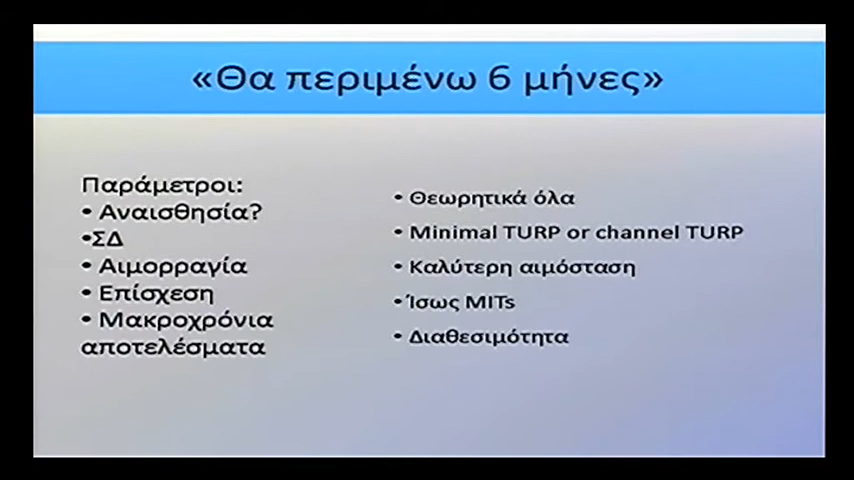 «Θα περιμένω 6 μήνες»
Παράμετροι:
• Αναισθησία?
•ΣΔ
• Αιμορραγία
• Επίσχεση
• Μακροχρόνια
αποτελέσματα
• Θεωρητικά όλα
• Minimal TURP or channel TURP
• Καλύτερη αιμόσταση
• Ίσως MITs
• Διαθεσιμότητα